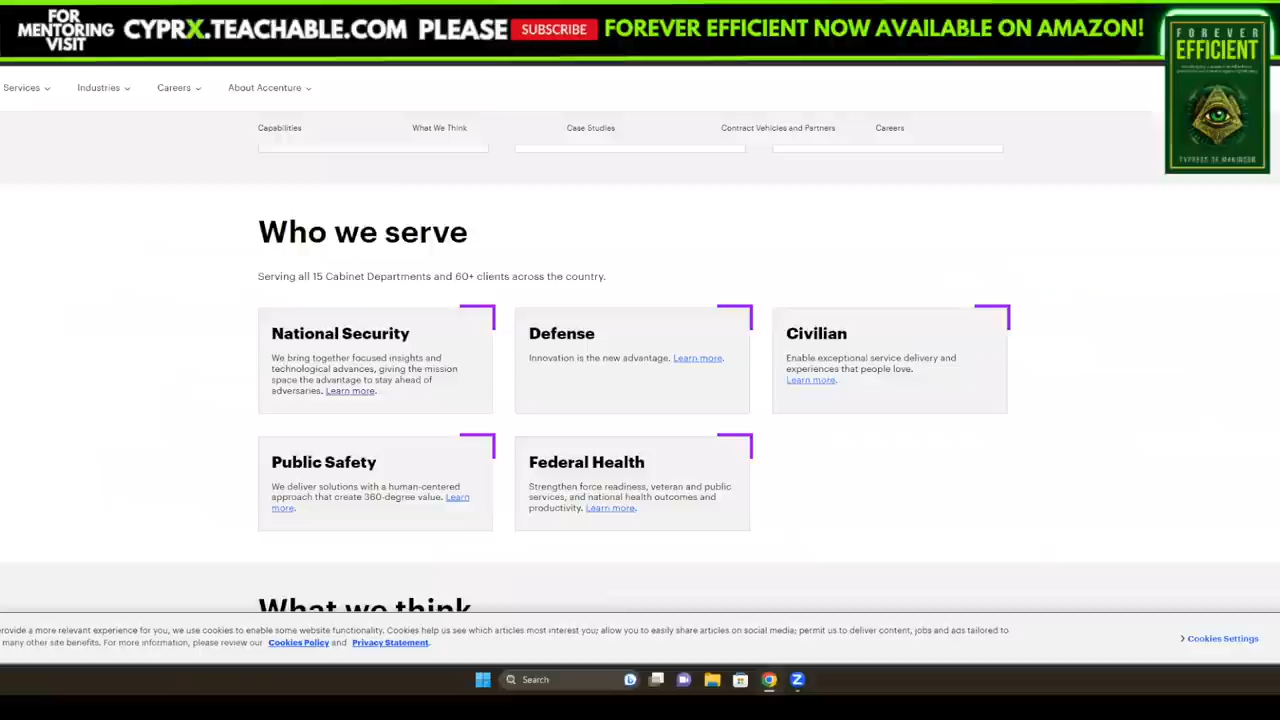 FOR
MENTORING
VISIT
CYPRX.TEACHABLE.COM PLEASE SUBSCRIBE FOREVER EFFICIENT NOW AVAILABLE ON AMAZON!
FOREVER
EFFICIENT
Services
Industries
Careers
About Accenture
Capabilities
What We Think
Case Studies
Contract Vehicles and Partners
Careers
Who we serve
Serving all 15 Cabinet Departments and 60+ clients across the country.
National Security
We bring together focused insights and
technological advances, giving the mission
space the advantage to stay ahead of
adversaries. Learn more.
Defense
Innovation is the new advantage. Learn more.
Civilian
Enable exceptional service delivery and
experiences that people love.
Learn more.
Public Safety
We deliver solutions with a human-centered
approach that create 360-degree value. Learn
more.
Federal Health
Strengthen force readiness, veteran and public
services, and national health outcomes and
productivity. Learn more.
What we think
rovide a more relevant experience for you, we use cookies to enable some website functionality. Cookies help us see which articles most interest you; allow you to easily share articles on social media; permit us to deliver content, jobs and ads tailored to
many other site benefits. For more information, please review our Cookies Policy and Privacy Statement.
Cookies Settings
Search